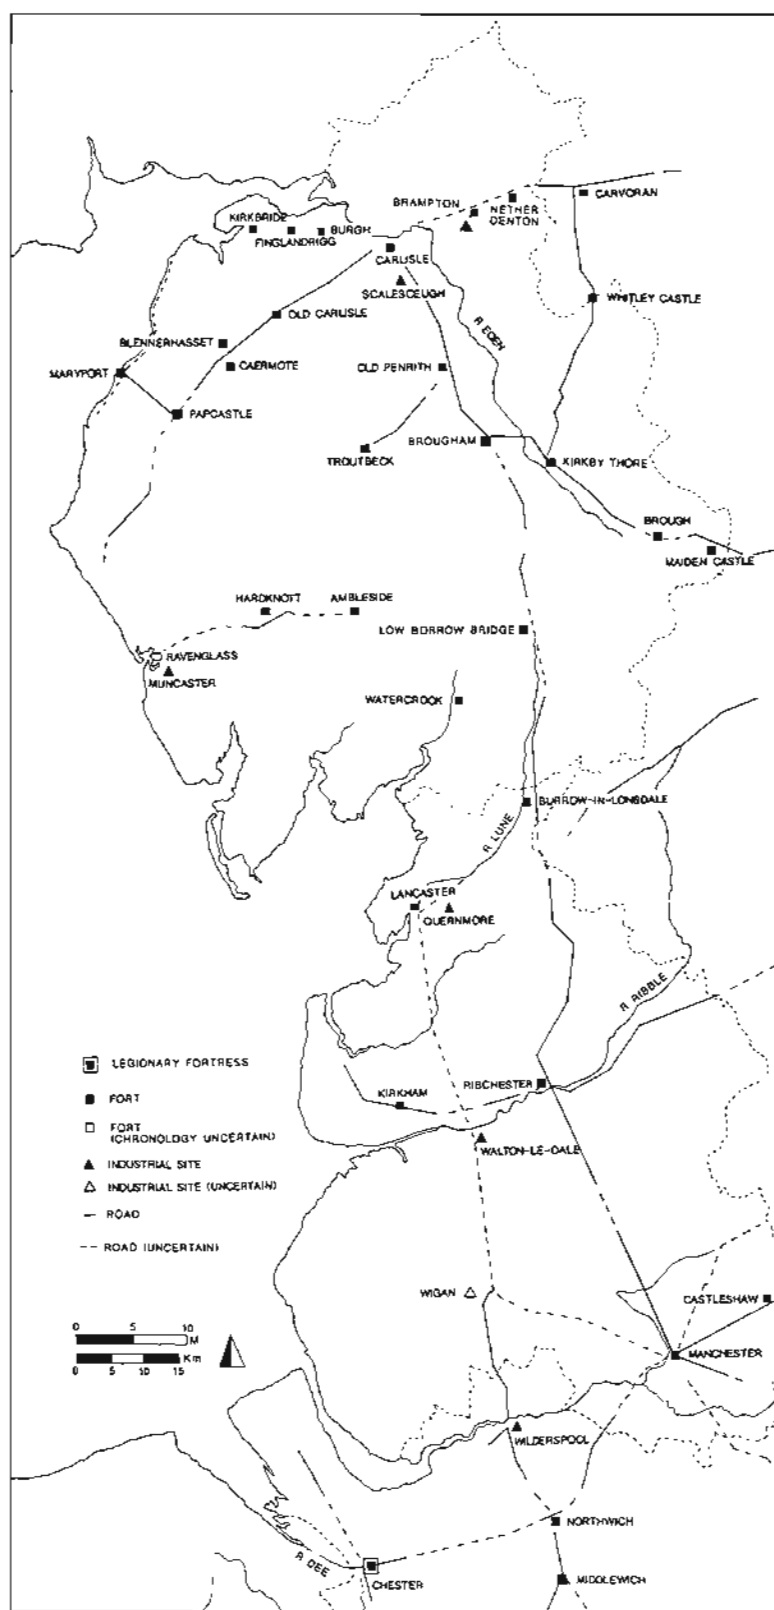 CARVORAN
BRAMPTON
NETHER
DENTON
KIRKBRIDE
FINGLANDRIGG
BURGH
CARLISLE
SCALESCEUGH
WHITLEY CASTLE
OLD CARLISLE
R EDEN
BLENNERHASSET
MARYPORT
CAERMOTE
OLD PENRITH
PAPCASTLE
TROUTBECK
BROUGHAM
KIRKBY THORE
BROUGH
MAIDEN CASTLE
HARDKNOTT
AMBLESIDE
LOW BORROW BRIDGE
RAVENGLASS
MUNCASTER
WATERCROOK
BURROW-IN-LONSDALE
R LUNE
LANCASTER
QUERNMORE
R RIBBLE
LEGIONARY FORTRESS
FORT
FORT
(CHRONOLOGY UNCERTAIN)
INDUSTRIAL SITE
INDUSTRIAL SITE (UNCERTAIN)
ROAD
ROAD (UNCERTAIN)
KIRKHAM
RIBCHESTER
WALTON-LE-DALE
WIGAN
CASTLESHAW
MANCHESTER
0 5 10
M
Km
0 5 10 15
WILDERSPOOL
NORTHWICH
R DEE
CHESTER
MIDDLEWICH